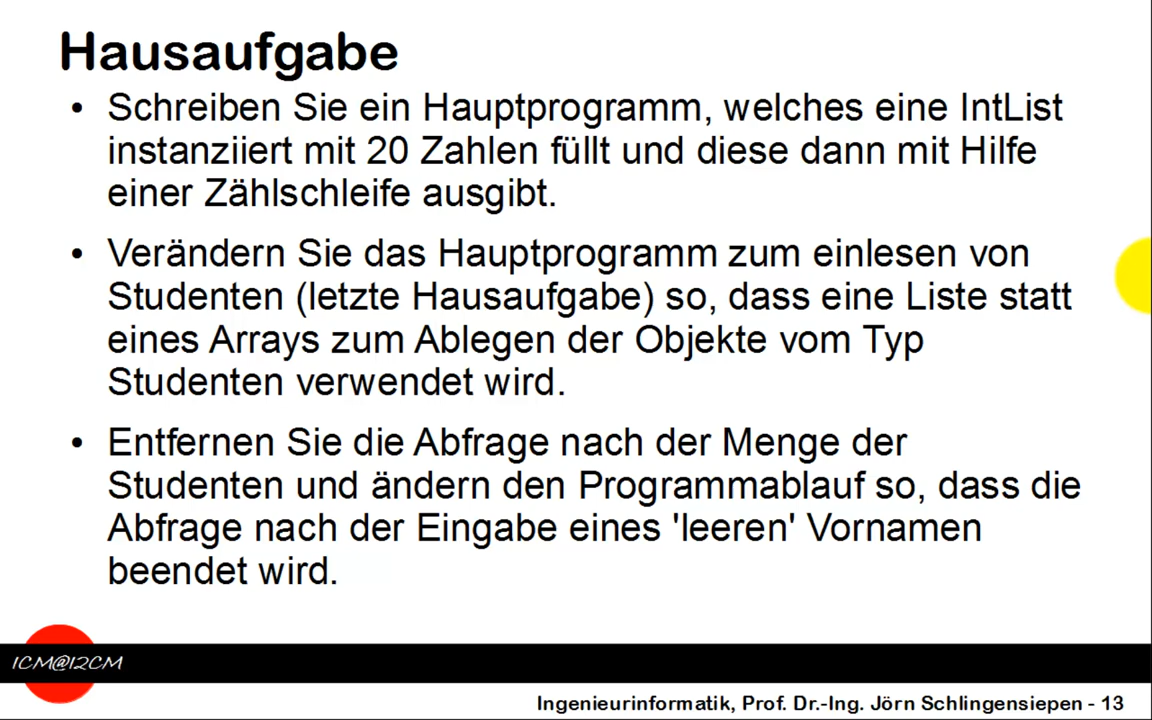 Hausaufgabe
• Schreiben Sie ein Hauptprogramm, welches eine IntList
instanziiert mit 20 Zahlen füllt und diese dann mit Hilfe
einer Zählschleife ausgibt.
• Verändern Sie das Hauptprogramm zum einlesen von
Studenten (letzte Hausaufgabe) so, dass eine Liste statt
eines Arrays zum Ablegen der Objekte vom Typ
Studenten verwendet wird.
• Entfernen Sie die Abfrage nach der Menge der
Studenten und ändern den Programmablauf so, dass die
Abfrage nach der Eingabe eines 'leeren' Vornamen
beendet wird.
1CM@12CM
Ingenieurinformatik, Prof. Dr.-Ing. Jörn Schlingensiepen - 13